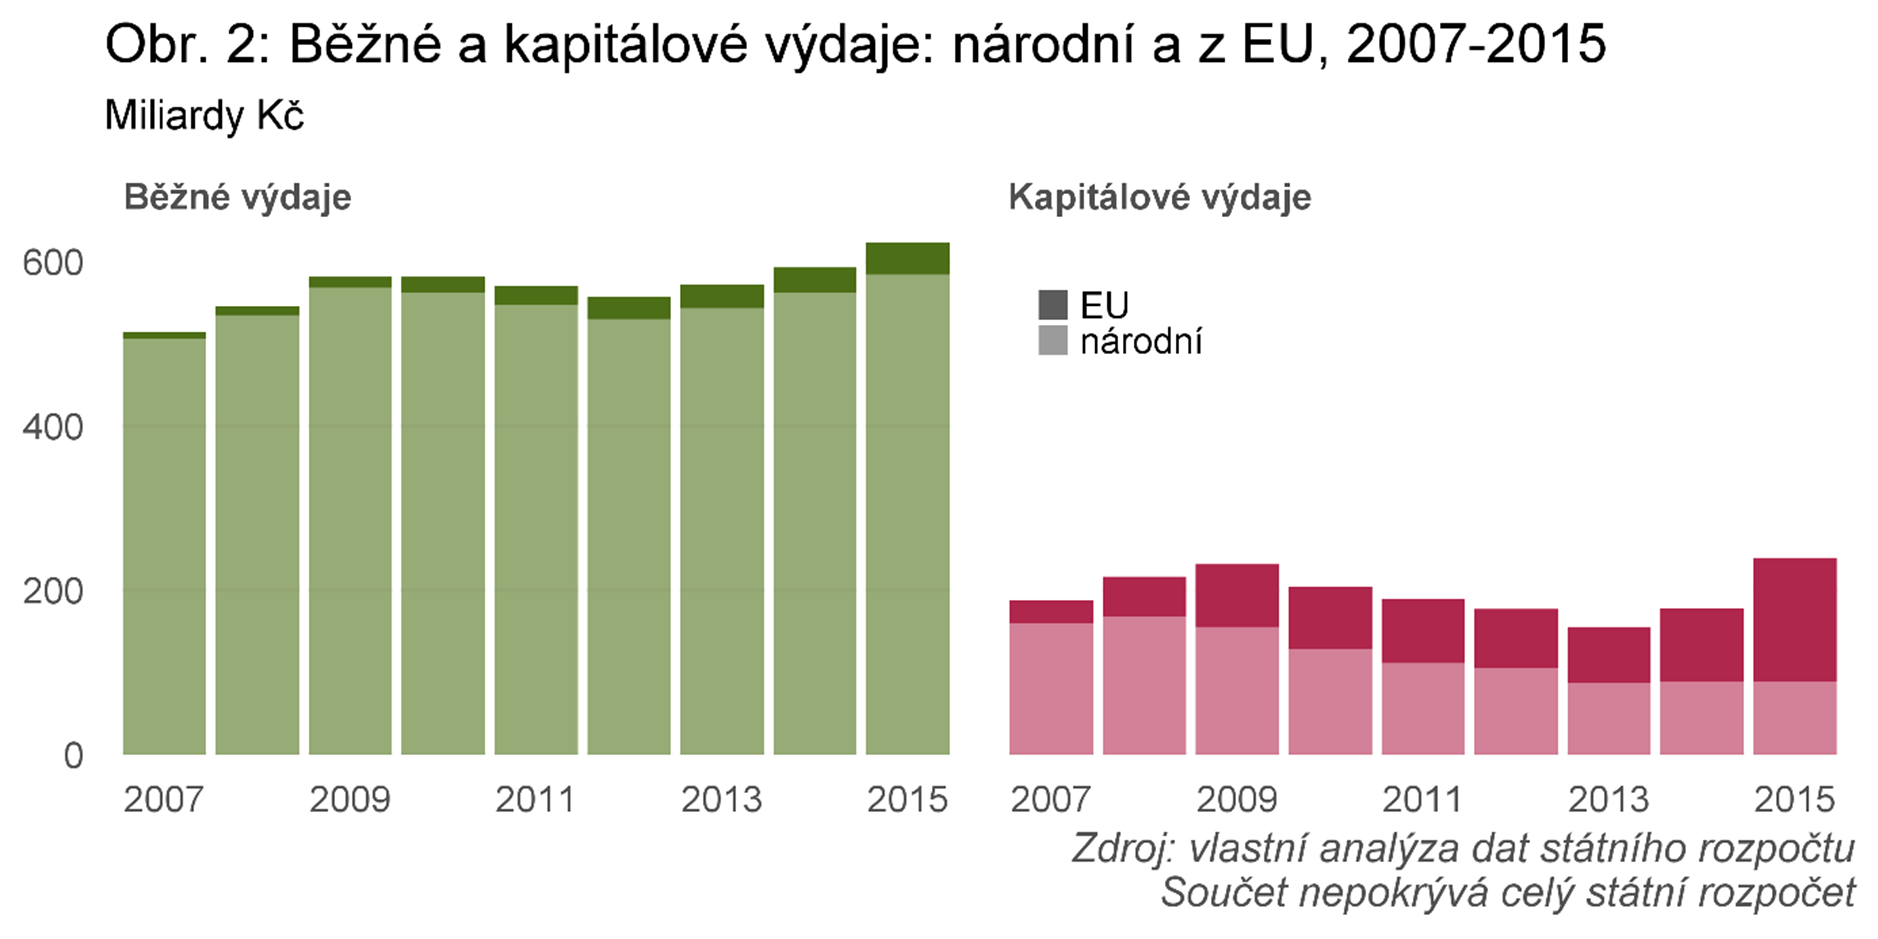 Obr. 2: Běžné a kapitálové výdaje: národní a z EU, 2007-2015
Miliardy Kč
Běžné výdaje
600
400
200
0
2007 2009 2011 2013 2015
Kapitálové výdaje
EU
národní
2007 2009 2011 2013 2015
Zdroj: vlastní analýza dat státního rozpočtu
Součet nepokrývá celý státní rozpočet